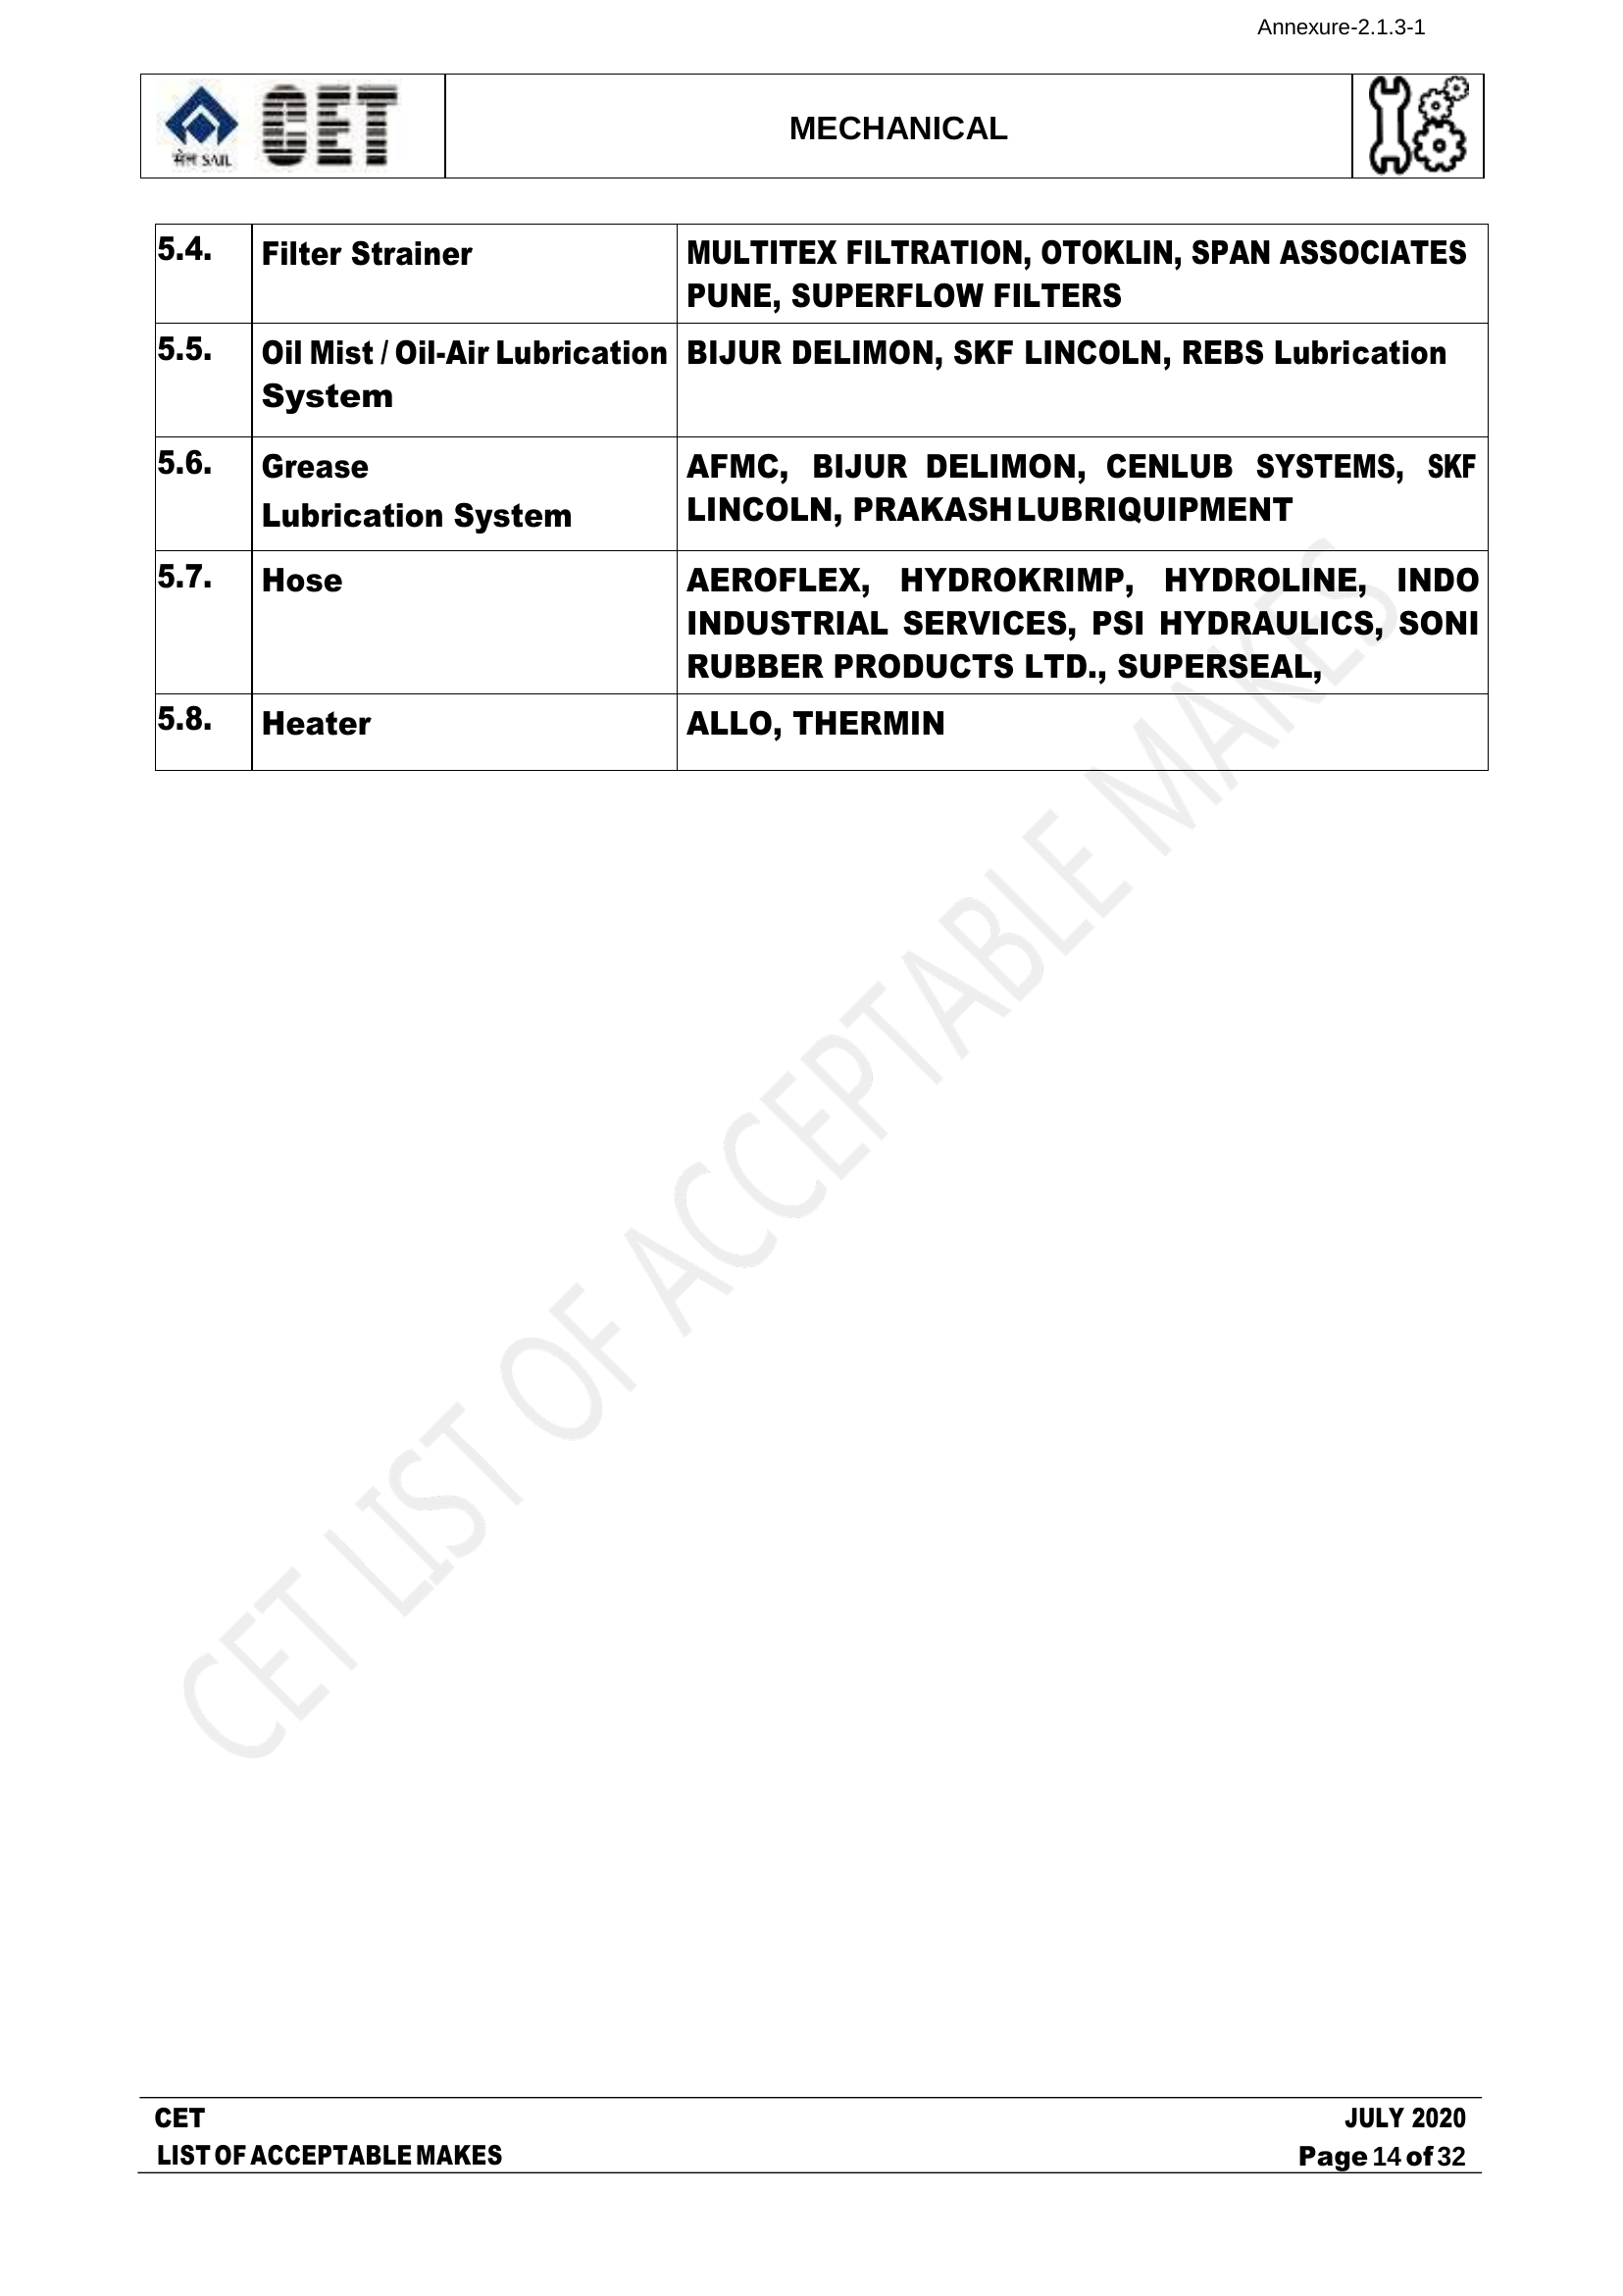 Annexure-2.1.3-1
सेल SAIL
CET
MECHANICAL
5.4.
Filter Strainer
MULTITEX FILTRATION, OTOKLIN, SPAN ASSOCIATES
PUNE, SUPERFLOW FILTERS
5.5.
Oil Mist / Oil-Air Lubrication
System
BIJUR DELIMON, SKF LINCOLN, REBS Lubrication
5.6.
Grease
Lubrication System
AFMC, BIJUR DELIMON, CENLUB SYSTEMS, SKF
LINCOLN, PRAKASH LUBRIQUIPMENT
5.7.
Hose
AEROFLEX, HYDROKRIMP, HYDROLINE, INDO
INDUSTRIAL SERVICES, PSI HYDRAULICS, SONI
RUBBER PRODUCTS LTD., SUPERSEAL,
5.8.
Heater
ALLO, THERMIN
CET LIST OF ACCEPTABLE MAKES
CET
JULY 2020
LIST OF ACCEPTABLE MAKES
Page 14 of 32